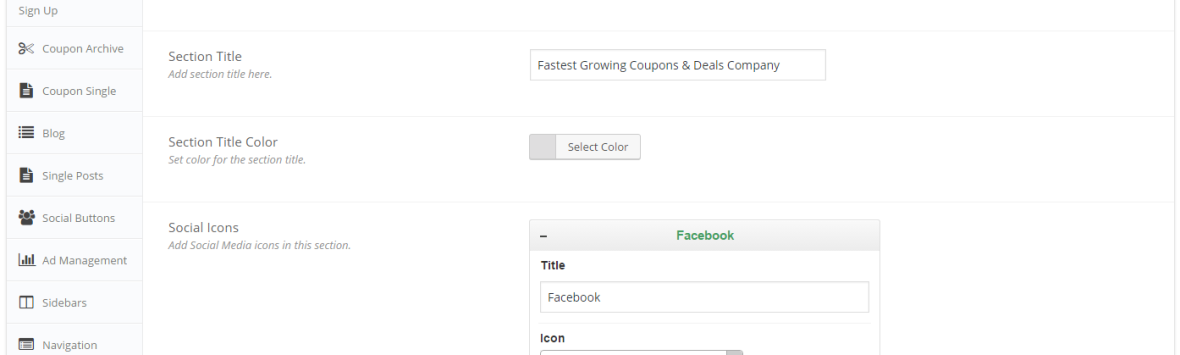 Sign Up
Coupon Archive
Coupon Single
Blog
Single Posts
Social Buttons
Ad Management
Sidebars
Navigation
Section Title
Add section title here.
Fastest Growing Coupons & Deals Company
Section Title Color
Set color for the section title.
Select Color
Social Icons
Add Social Media icons in this section.
– Facebook
Title
Facebook
Icon